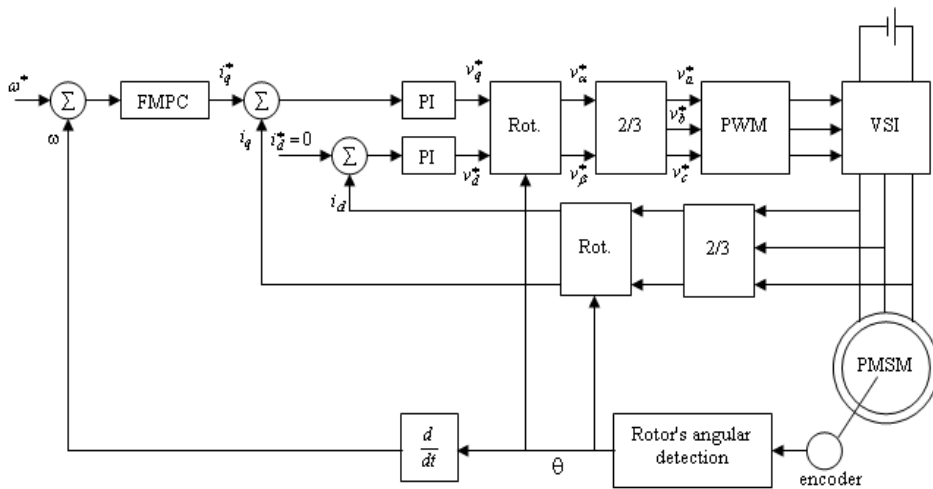 ω*
Σ
FMPC
i*q
Σ
PI
v*q
Rot.
v*α
2/3
v*a
PWM
VSI
ω
iq
i*d = 0
Σ
PI
v*d
v*β
v*b
v*c
id
Rot.
2/3
PMSM
d
dt
θ
Rotor's angular
detection
encoder